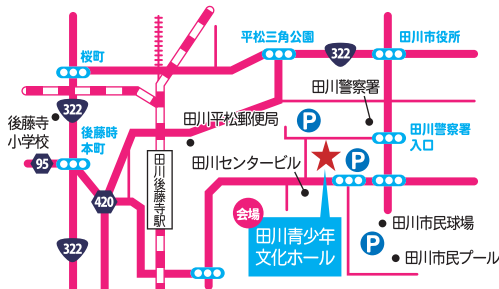 桜町
平松三角公園
田川市役所
322
田川警察署
322
後藤寺
小学校
後藤時
本町
田川平松郵便局
P
田川警察署
入口
95
田川センタービル
P
田川後藤寺駅
420
会場
田川青少年
文化ホール
田川市民球場
322
P
田川市民プール